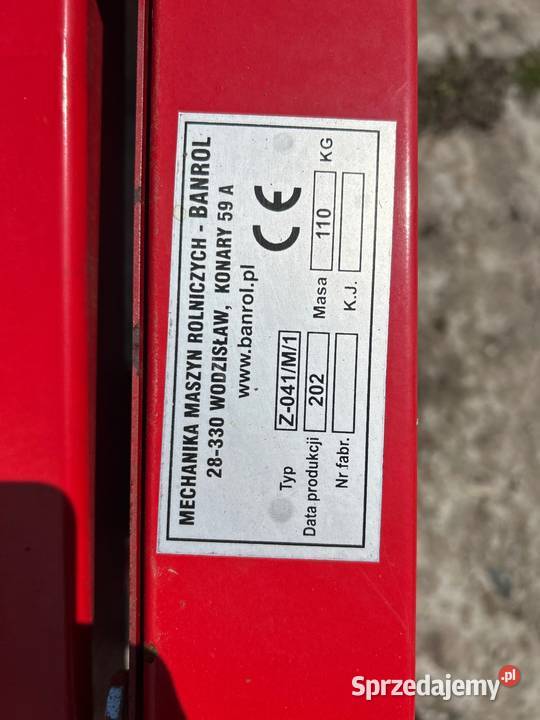 MECHANIKA MASZYN ROLNICZYCH - BANROL
28-330 WODZISŁAW, KONARY 59 A
www.banrol.pl
CE
Typ Z-041/M/1
Data produkcji 202 Masa 110 KG
Nr fabr. K.J.
Sprzedajemy.pl